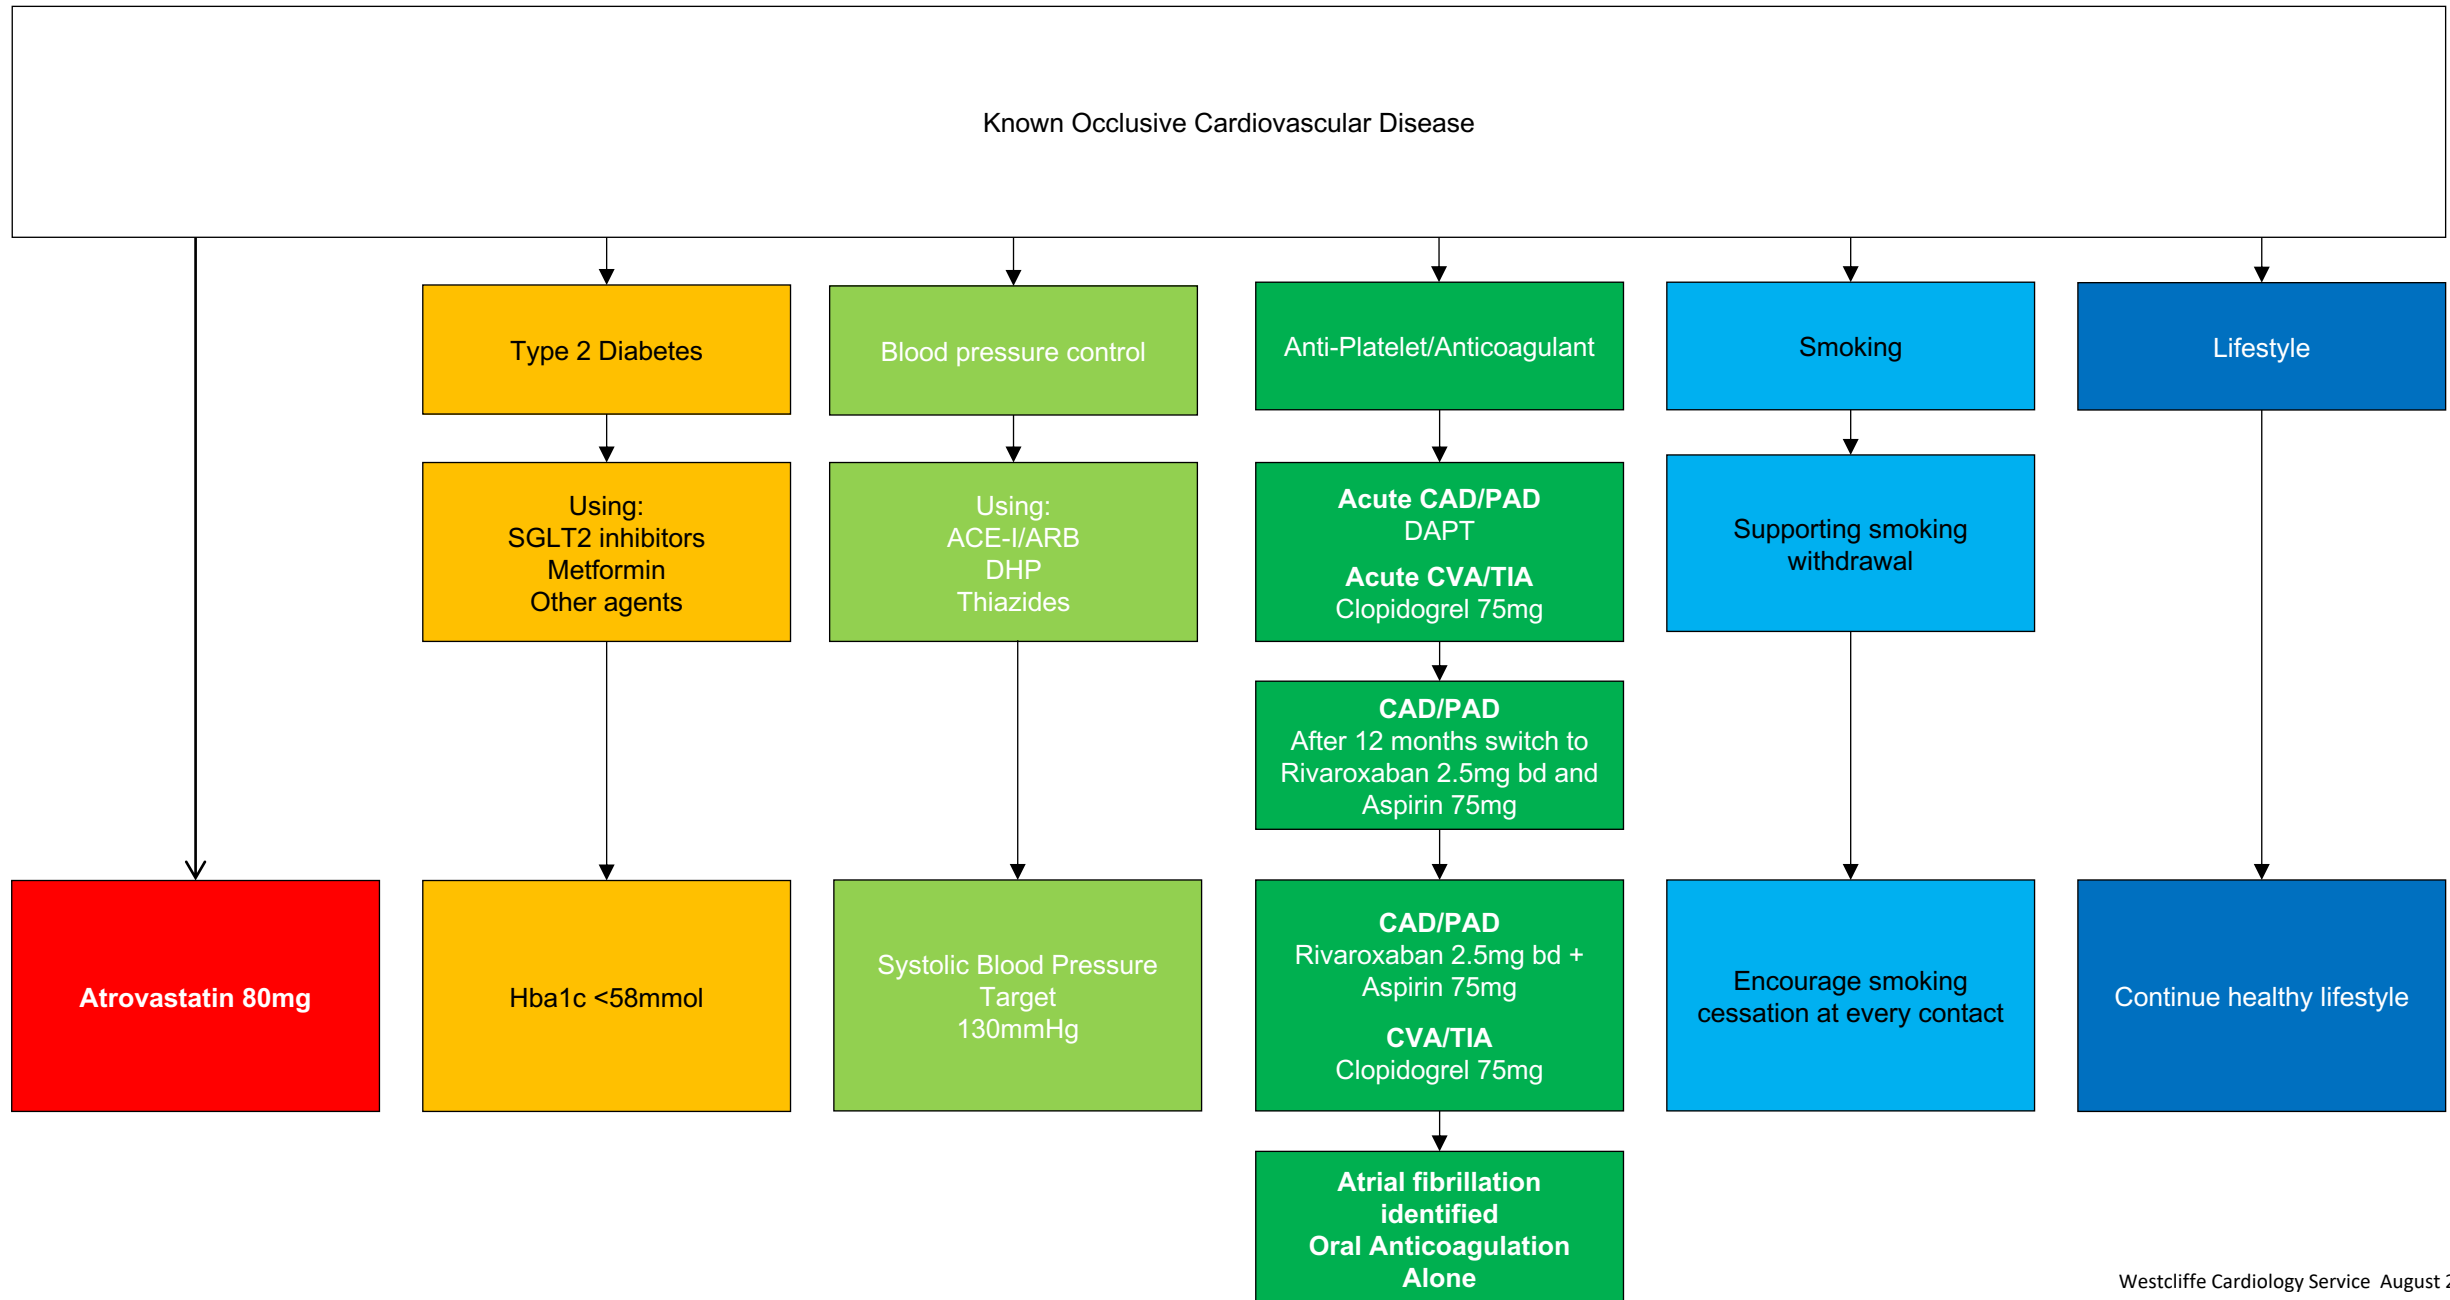 Known Occlusive Cardiovascular Disease
Type 2 Diabetes
Blood pressure control
Anti-Platelet/Anticoagulant
Smoking
Lifestyle
Using:
SGLT2 inhibitors
Metformin
Other agents
Using:
ACE-I/ARB
DHP
Thiazides
Acute CAD/PAD
DAPT
Acute CVA/TIA
Clopidogrel 75mg
Supporting smoking
withdrawal
CAD/PAD
After 12 months switch to
Rivaroxaban 2.5mg bd and
Aspirin 75mg
Atrovastatin 80mg
Hba1c <58mmol
Systolic Blood Pressure
Target
130mmHg
CAD/PAD
Rivaroxaban 2.5mg bd +
Aspirin 75mg
CVA/TIA
Clopidogrel 75mg
Encourage smoking
cessation at every contact
Continue healthy lifestyle
Atrial fibrillation
identified
Oral Anticoagulation
Alone
Westcliffe Cardiology Service August